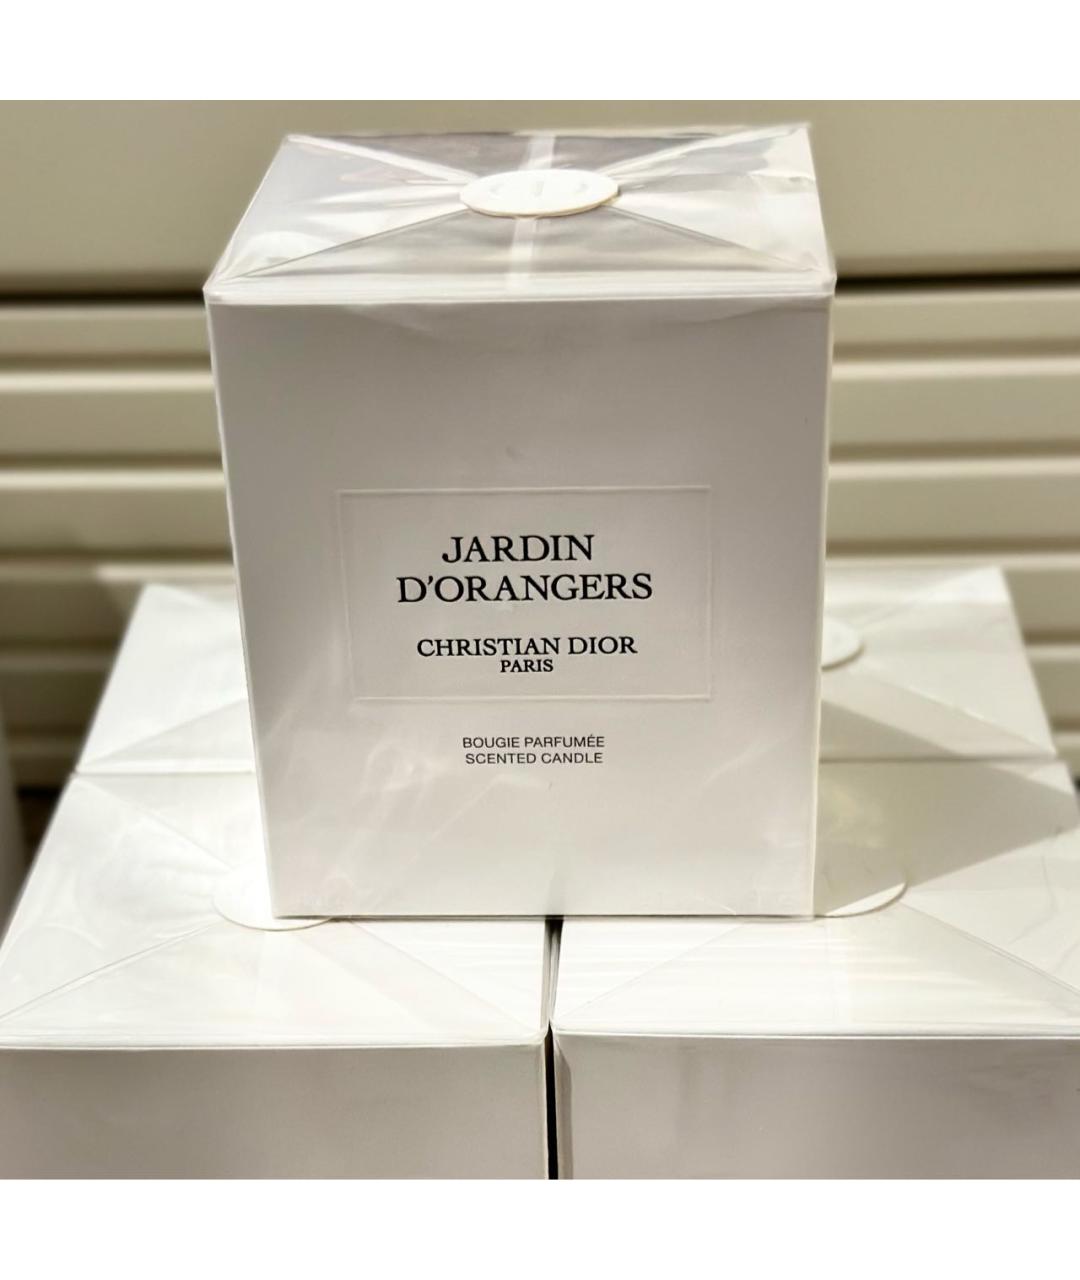 JARDIN
D'ORANGERS
CHRISTIAN DIOR
PARIS
BOUGIE PARFUMÉE
SCENTED CANDLE